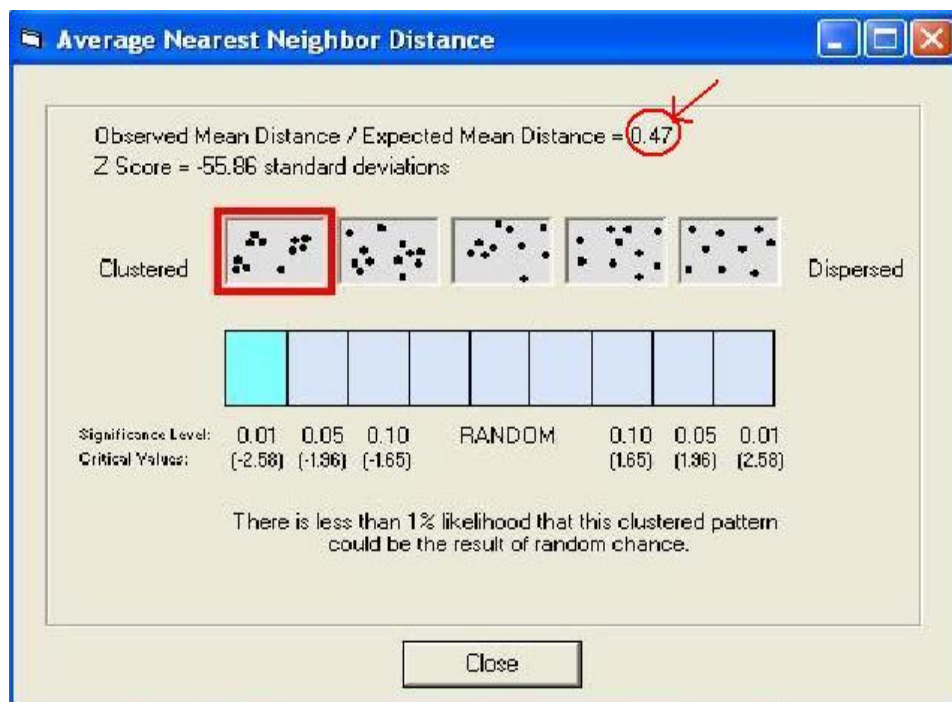 Average Nearest Neighbor Distance
Observed Mean Distance / Expected Mean Distance = 0.47
Z Score = -55.86 standard deviations
Clustered
Dispersed
Significance Level: 0.01 0.05 0.10 RANDOM 0.10 0.05 0.01
Critical Values: (-2.58) (-1.96) (-1.65) (1.65) (1.96) (2.58)
There is less than 1% likelihood that this clustered pattern
could be the result of random chance.
Close